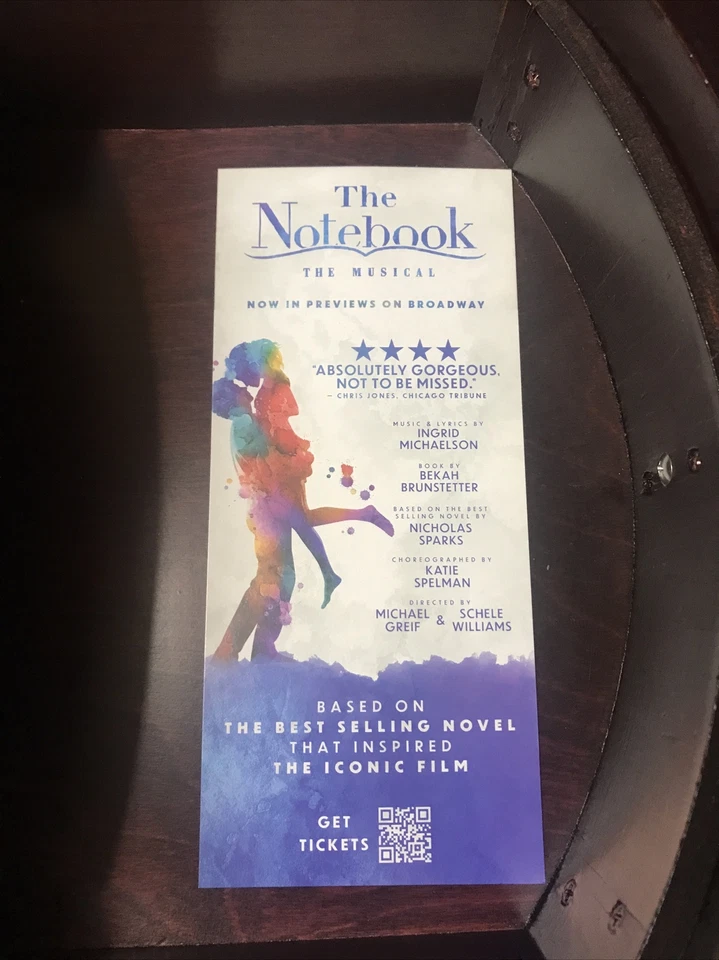 The
Notebook
THE MUSICAL
NOW IN PREVIEWS ON BROADWAY
"ABSOLUTELY GORGEOUS,
NOT TO BE MISSED."
– CHRIS JONES, CHICAGO TRIBUNE
MUSIC & LYRICS BY
INGRID
MICHAELSON
BOOK BY
BEKAH
BRUNSTETTER
BASED ON THE BEST
SELLING NOVEL BY
NICHOLAS
SPARKS
CHOREOGRAPHED BY
KATIE
SPELMAN
DIRECTED BY
MICHAEL GREIF & SCHELE WILLIAMS
BASED ON
THE BEST SELLING NOVEL
THAT INSPIRED
THE ICONIC FILM
GET
TICKETS